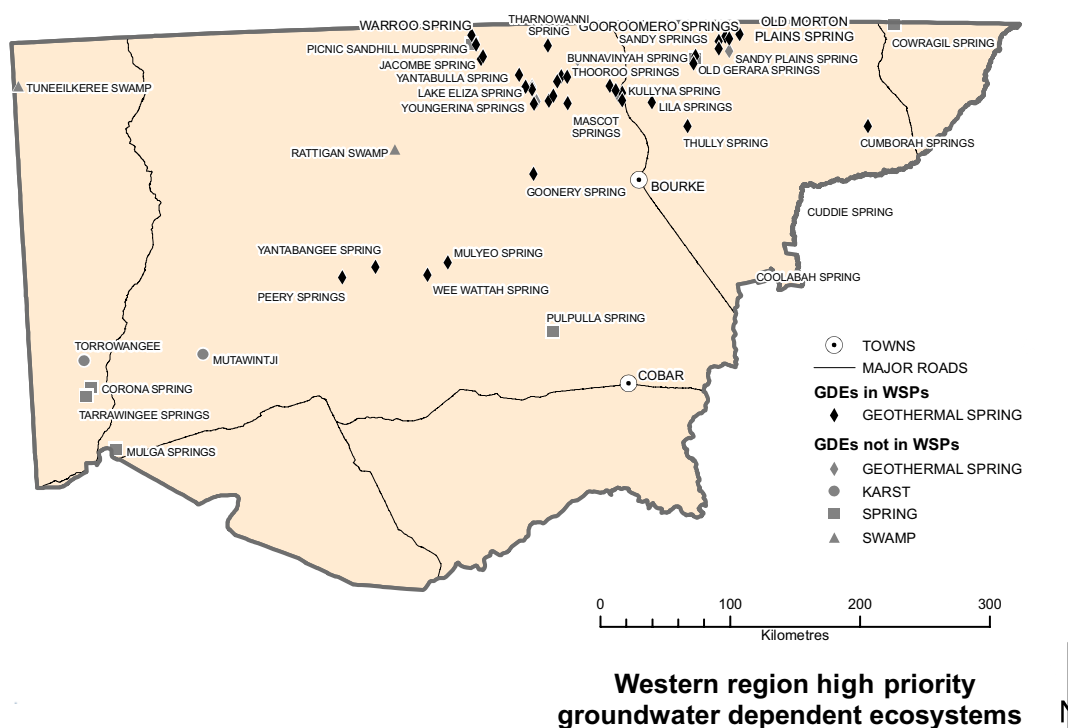 WARROO SPRING
THARNOWANNI
SPRING
GOOROOMERO SPRINGS
OLD MORTON
PLAINS SPRING
SANDY SPRINGS
COWRAGIL SPRING
PICNIC SANDHILL MUDSPRING
JACOMBE SPRING
BUNNAVINYAH SPRING
SANDY PLAINS SPRING
OLD GERARA SPRINGS
YANTABULLA SPRING
THOOROO SPRINGS
TUNEEILKEREE SWAMP
LAKE ELIZA SPRING
KULLYNA SPRING
YOUNGERINA SPRINGS
LILA SPRINGS
MASCOT
SPRINGS
THULLY SPRING
CUMBORAH SPRINGS
RATTIGAN SWAMP
GOONERY SPRING
BOURKE
CUDDIE SPRING
YANTABANGEE SPRING
MULYEO SPRING
COOLABAH SPRING
PEERY SPRINGS
WEE WATTAH SPRING
PULPULLA SPRING
TORROWANGEE
MUTAWINTJI
COBAR
CORONA SPRING
TARRAWINGEE SPRINGS
MULGA SPRINGS
TOWNS
MAJOR ROADS
GDEs in WSPs
GEOTHERMAL SPRING
GDEs not in WSPs
GEOTHERMAL SPRING
KARST
SPRING
SWAMP
0 100 200 300
Kilometres
Western region high priority
groundwater dependent ecosystems